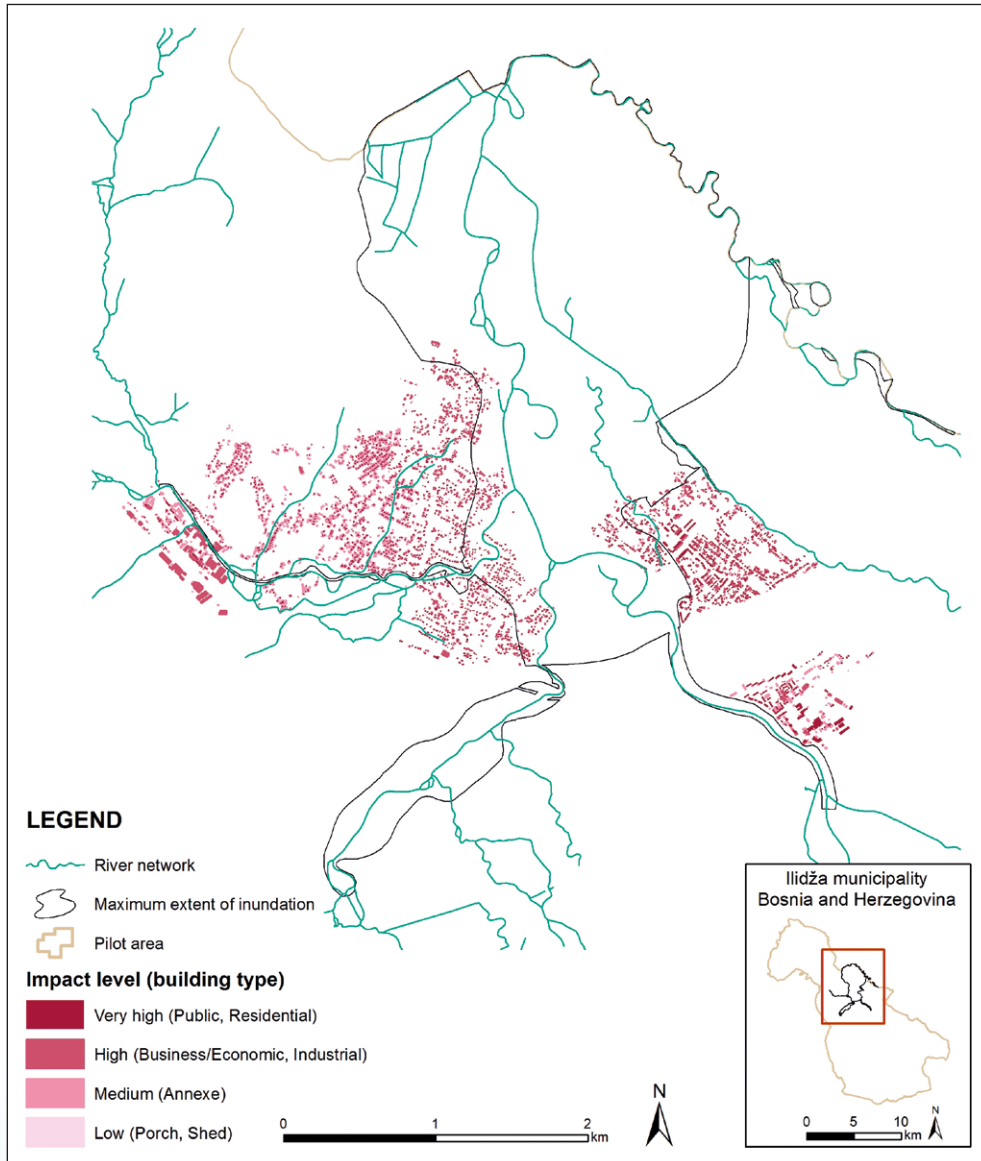 LEGEND
River network
Maximum extent of inundation
Pilot area
Impact level (building type)
Very high (Public, Residential)
High (Business/Economic, Industrial)
Medium (Annexe)
Low (Porch, Shed)
0 1 2
km
N
Ilidža municipality
Bosnia and Herzegovina
N
0 5 10
km